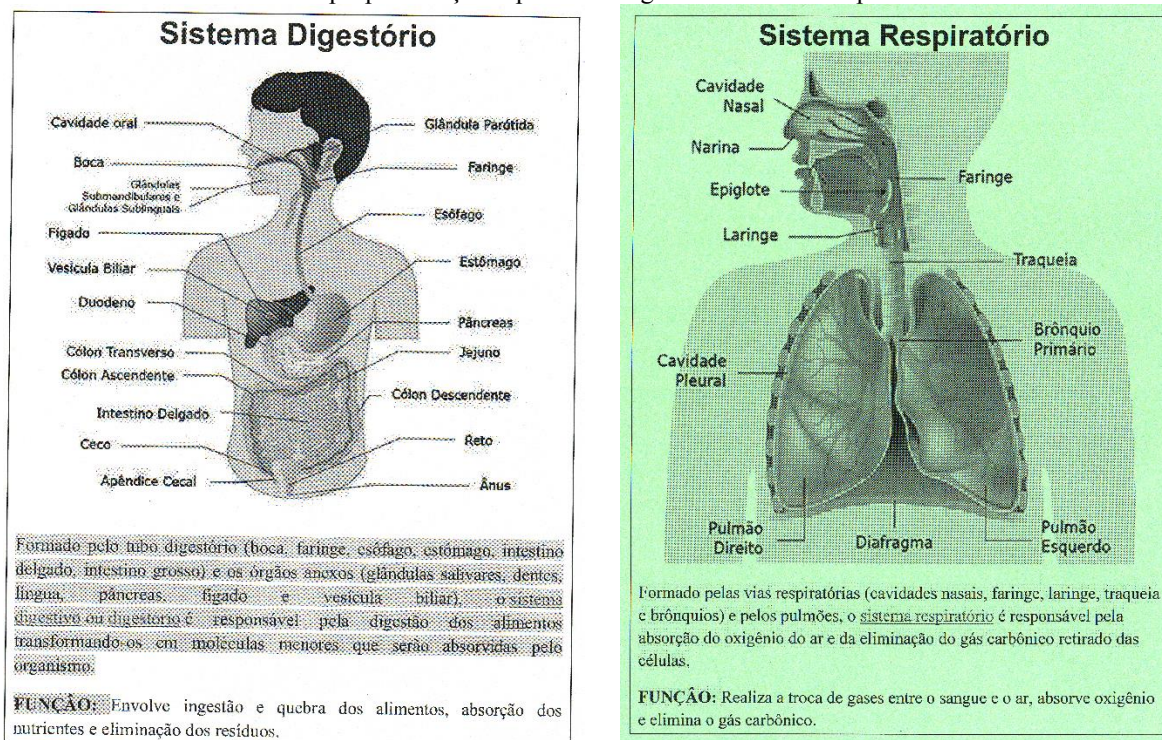 Sistema Digestório
Cavidade oral
Boca
Glândulas
Submandibulares e
Glândulas Sublinguais
Fígado
Vesícula Biliar
Duodeno
Cólon Transverso
Cólon Ascendente
Intestino Delgado
Ceco
Apêndice Cecal
Glândula Parótida
Faringe
Esôfago
Estômago
Pâncreas
Jejuno
Cólon Descendente
Reto
Ânus
Formado pelo tubo digestório (boca, faringe, esôfago, estômago, intestino
delgado, intestino grosso) e os órgãos anexos (glândulas salivares, dentes,
língua, pâncreas, fígado e vesícula biliar), o sistema
digestivo ou digestório é responsável pela digestão dos alimentos
transformando-os em moléculas menores que serão absorvidas pelo
organismo.
FUNÇÃO: Envolve ingestão e quebra dos alimentos, absorção dos
nutrientes e eliminação dos resíduos.
Sistema Respiratório
Cavidade
Nasal
Narina
Epiglote
Laringe
Faringe
Traqueia
Brônquio
Primário
Cavidade
Pleural
Pulmão
Direito
Diafragma
Pulmão
Esquerdo
Formado pelas vias respiratórias (cavidades nasais, faringe, laringe, traqueia
e brônquios) e pelos pulmões, o sistema respiratório é responsável pela
absorção do oxigênio do ar e da eliminação do gás carbônico retirado das
células.
FUNÇÃO: Realiza a troca de gases entre o sangue e o ar, absorve oxigênio
e elimina o gás carbônico.